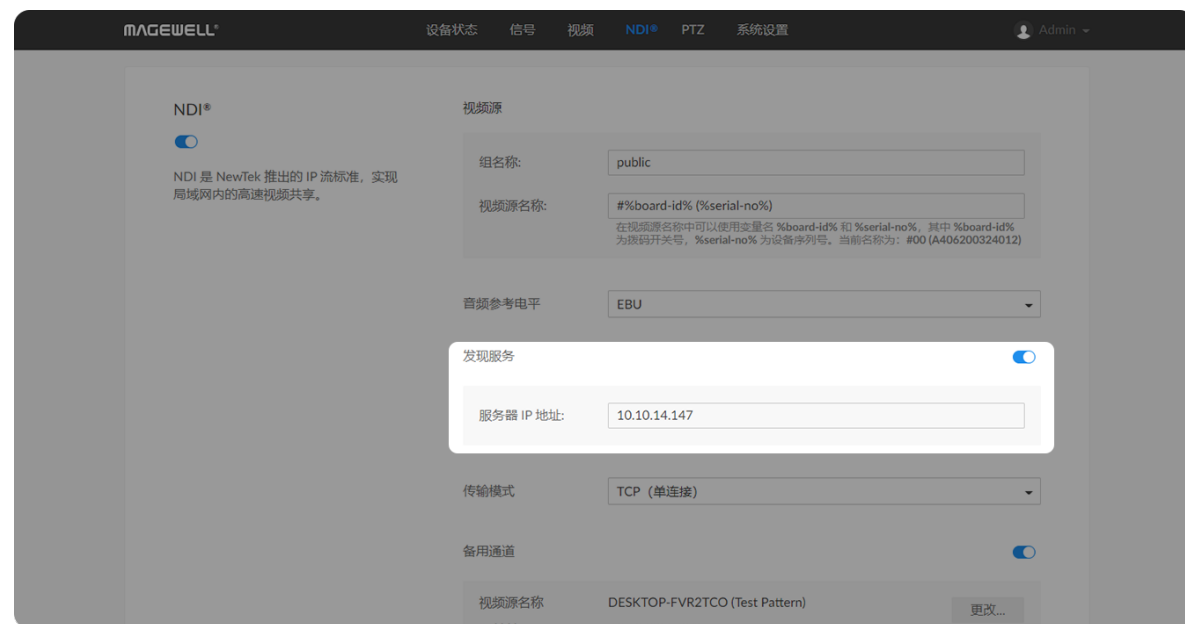 MAGEWELL®
设备状态 信号 视频 NDI® PTZ 系统设置 Admin
NDI®
NDI 是 NewTek 推出的 IP 流标准，实现
局域网内的高速视频共享。
视频源
组名称: public
视频源名称: #%board-id% (%serial-no%)
在视频源名称中可以使用变量名 %board-id% 和 %serial-no%，其中 %board-id%
为拨码开关号，%serial-no% 为设备序列号。当前名称为：#00 (A406200324012)
音频参考电平 EBU
发现服务
服务器 IP 地址: 10.10.14.147
传输模式 TCP（单连接）
备用通道
视频源名称 DESKTOP-FVR2TCO (Test Pattern)
更改...